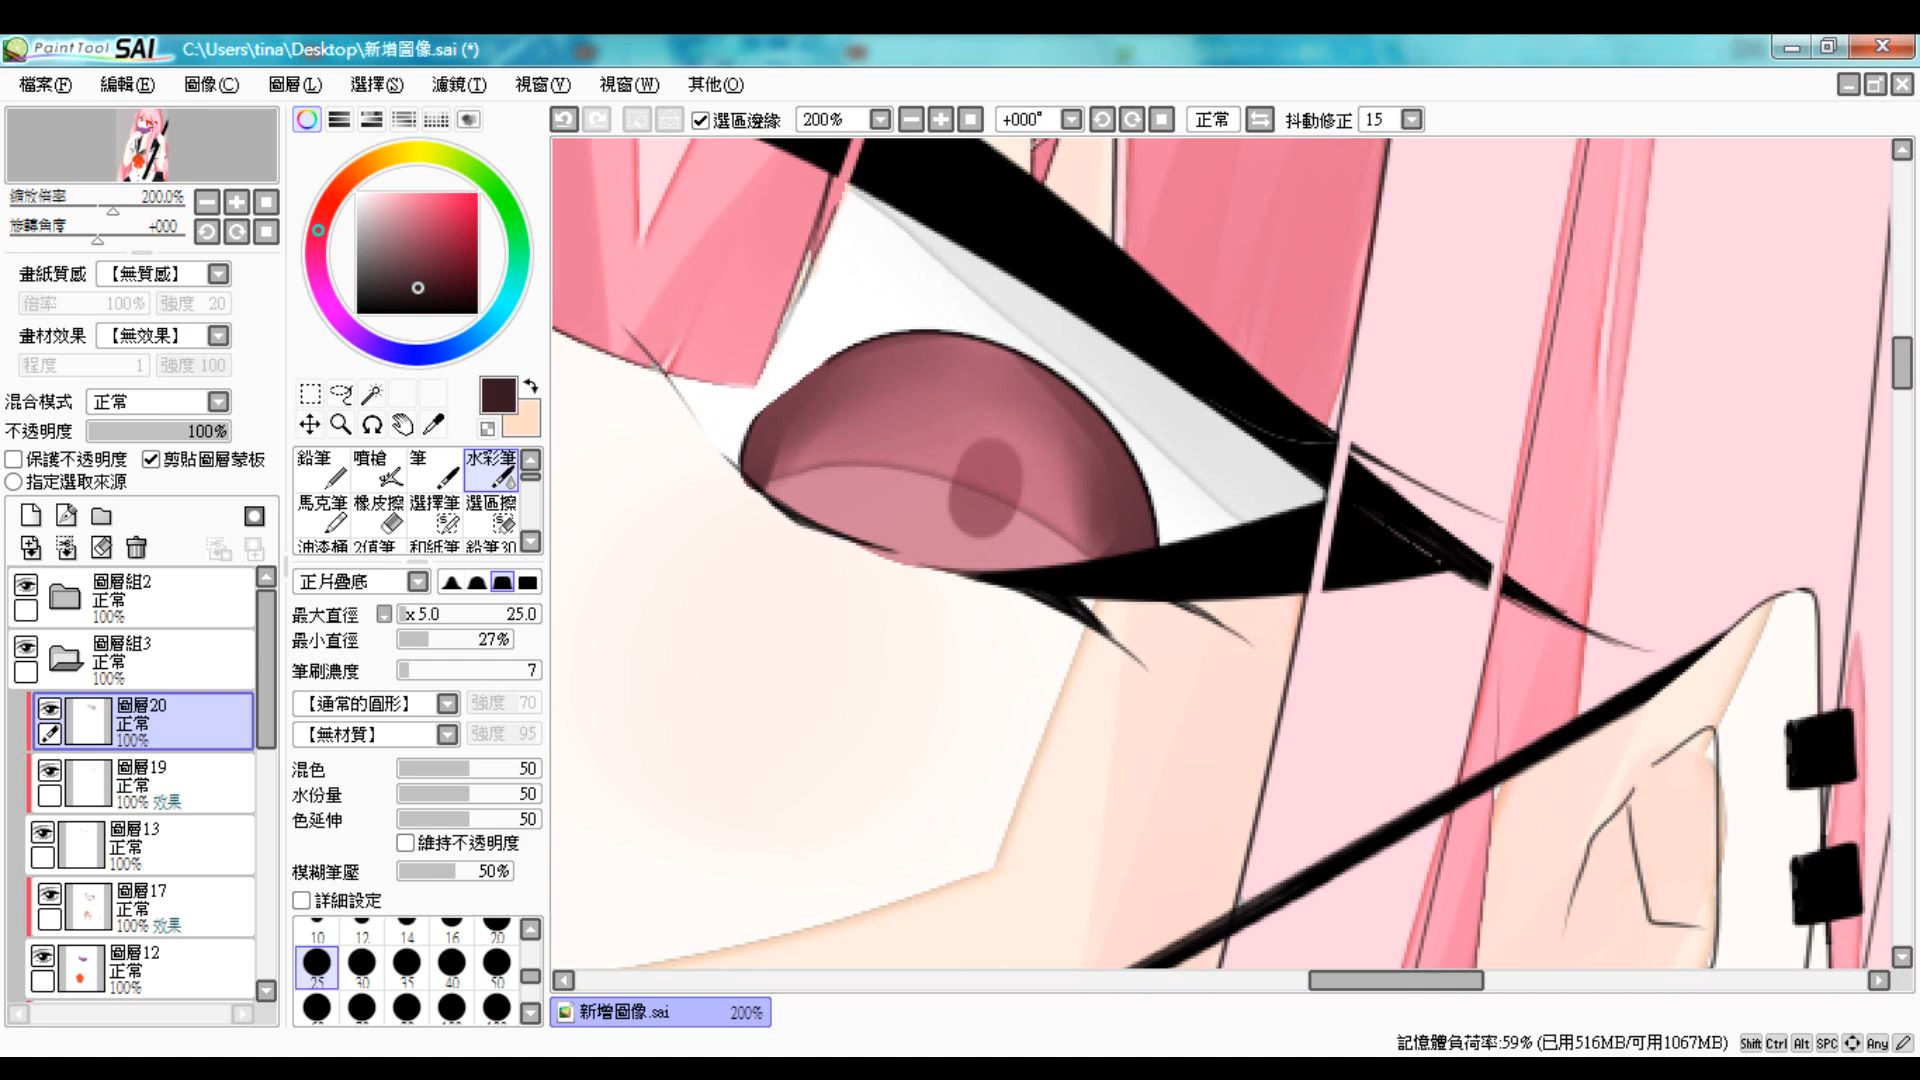 PaintTool SAI C:\Users\tina\Desktop\新增圖像.sai (*)
檔案(F) 編輯(E) 圖像(C) 圖層(L) 選擇(S) 濾鏡(T) 視窗(V) 視窗(W) 其他(O)
選區邊緣 200% +000° 正常 抖動修正 15
縮放倍率 200.0%
旋轉角度 +000
畫紙質感 【無質感】
倍率 100% 強度 20
畫材效果 【無效果】
程度 1 強度 100
混合模式 正常
不透明度 100%
保護不透明度 剪貼圖層蒙板
指定選取來源
圖層組2
正常
100%
圖層組3
正常
100%
圖層20
正常
100%
圖層19
正常
100% 效果
圖層13
正常
100%
圖層17
正常
100% 效果
圖層12
正常
100%
鉛筆 噴槍 筆 水彩筆
馬克筆 橡皮擦 選擇筆 選區擦
油漆桶 2值筆 和紙筆 鉛筆30
正片疊底
最大直徑 x 5.0 25.0
最小直徑 27%
筆刷濃度 7
【通常的圓形】 強度 70
【無材質】 強度 95
混色 50
水份量 50
色延伸 50
維持不透明度
模糊筆壓 50%
詳細設定
10 12 14 16 20
25 30 35 40 50
新增圖像.sai 200%
記憶體負荷率:59% (已用516MB/可用1067MB) Shift Ctrl Alt SPC Any